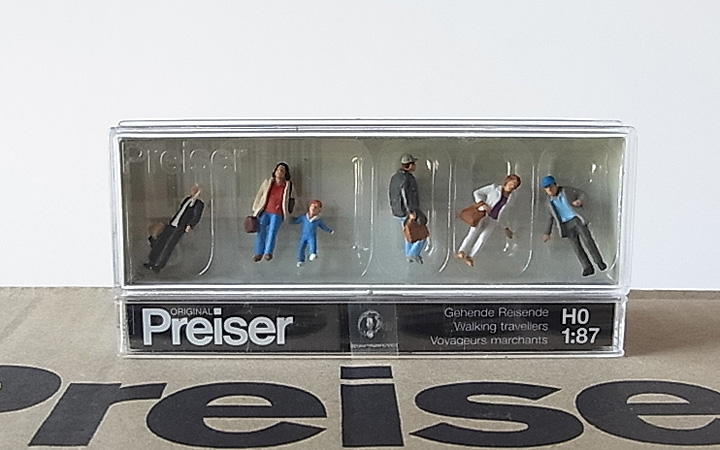 Preiser
ORIGINAL
Preiser
Gehende Reisende
Walking travellers
Voyageurs marchants
H0
1:87
Preise